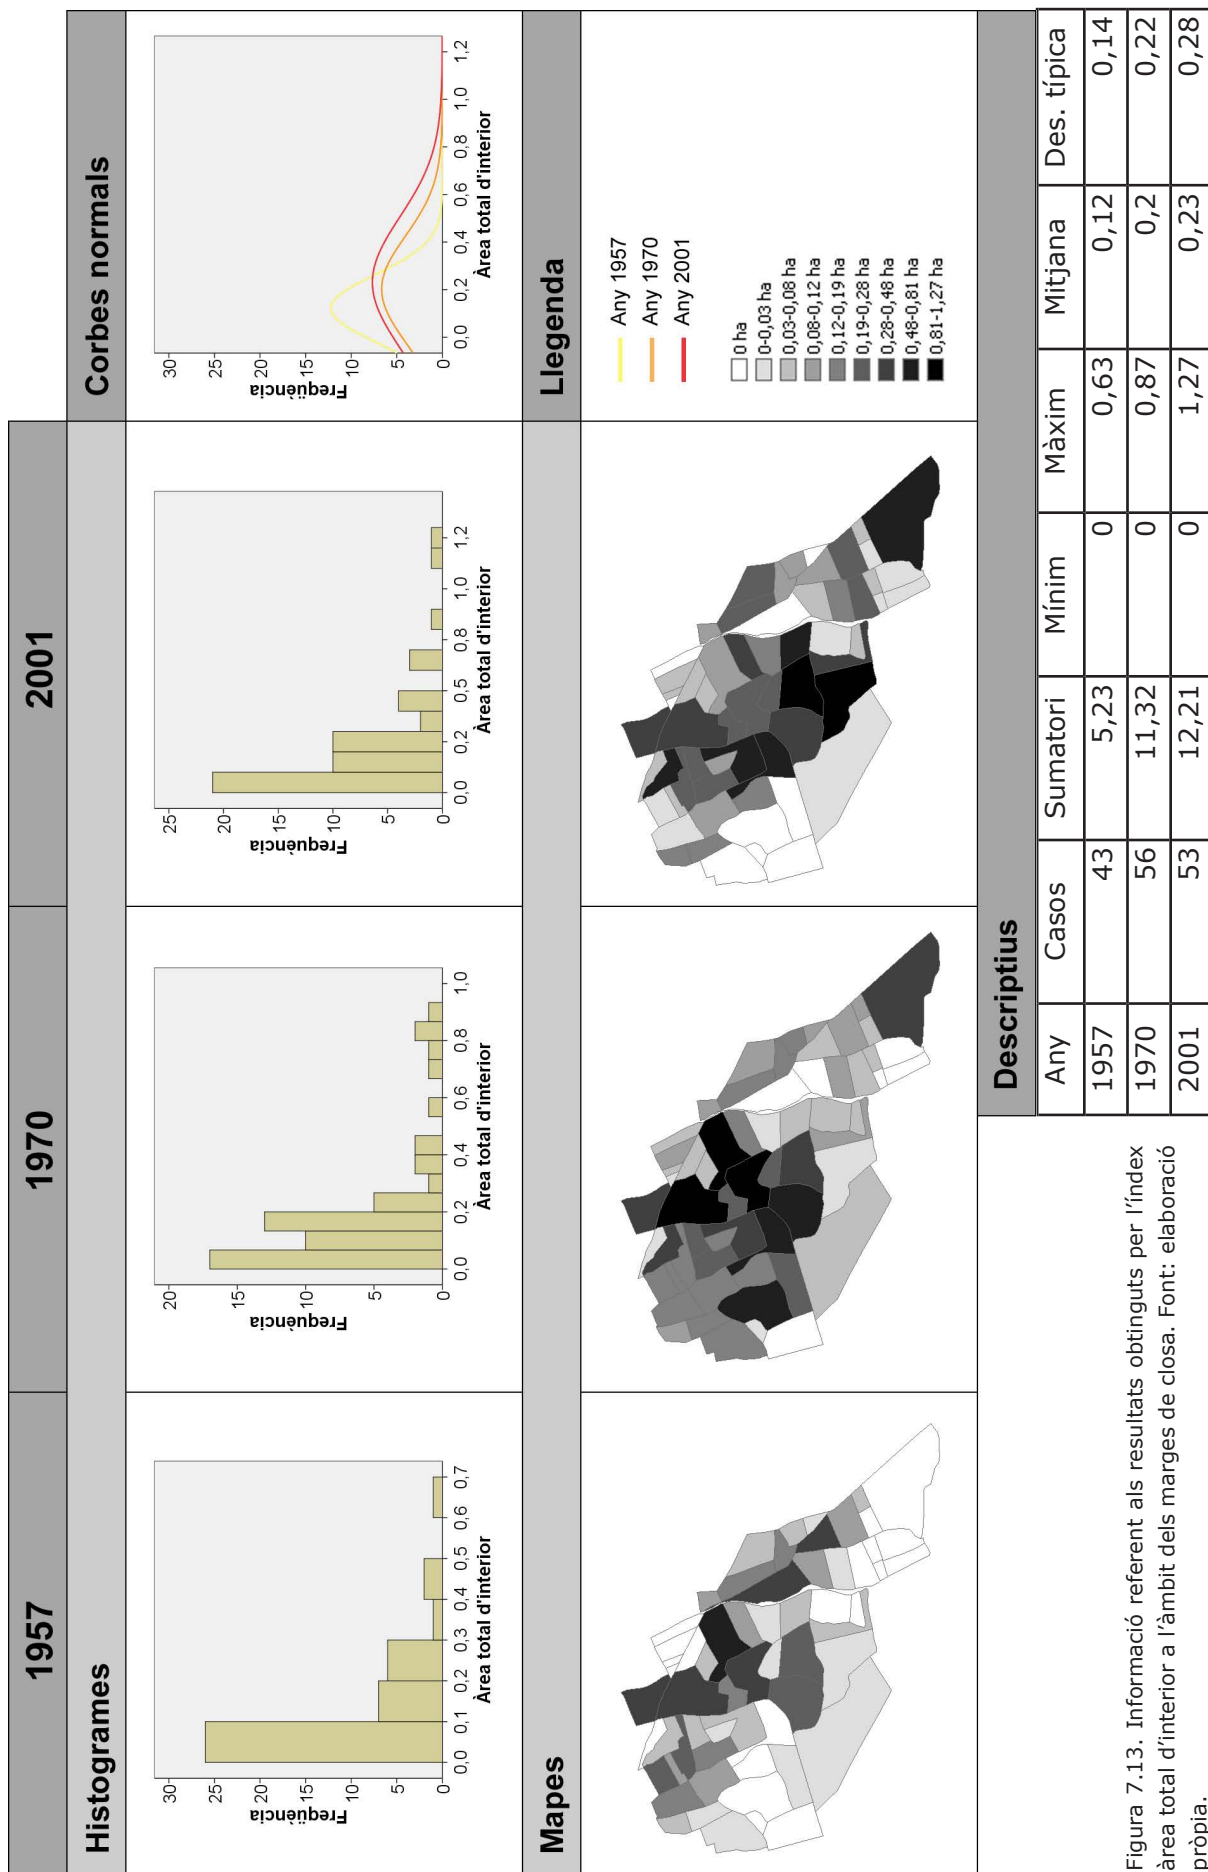 1957
1970
2001
Histogrames
Corbes normals
30
25
20
15
10
5
0
Freqüència
0,0 0,1 0,2 0,3 0,4 0,5 0,6 0,7
Àrea total d'interior
20
15
10
5
0
Freqüència
0,0 0,2 0,4 0,6 0,8 1,0
Àrea total d'interior
25
20
15
10
5
0
Freqüència
0,0 0,2 0,5 0,8 1,0 1,2
Àrea total d'interior
30
25
20
15
10
5
0
Freqüència
0,0 0,2 0,4 0,6 0,8 1,0 1,2
Àrea total d'interior
Mapes
Llegenda
Any 1957
Any 1970
Any 2001
0 ha
0-0,03 ha
0,03-0,08 ha
0,08-0,12 ha
0,12-0,19 ha
0,19-0,28 ha
0,28-0,48 ha
0,48-0,81 ha
0,81-1,27 ha
Descriptius
Any Casos Sumatori Mínim Màxim Mitjana Des. típica
1957 43 5,23 0 0,63 0,12 0,14
1970 56 11,32 0 0,87 0,2 0,22
2001 53 12,21 0 1,27 0,23 0,28
Figura 7.13. Informació referent als resultats obtinguts per l'índex
àrea total d'interior a l'àmbit dels marges de closa. Font: elaboració
pròpia.